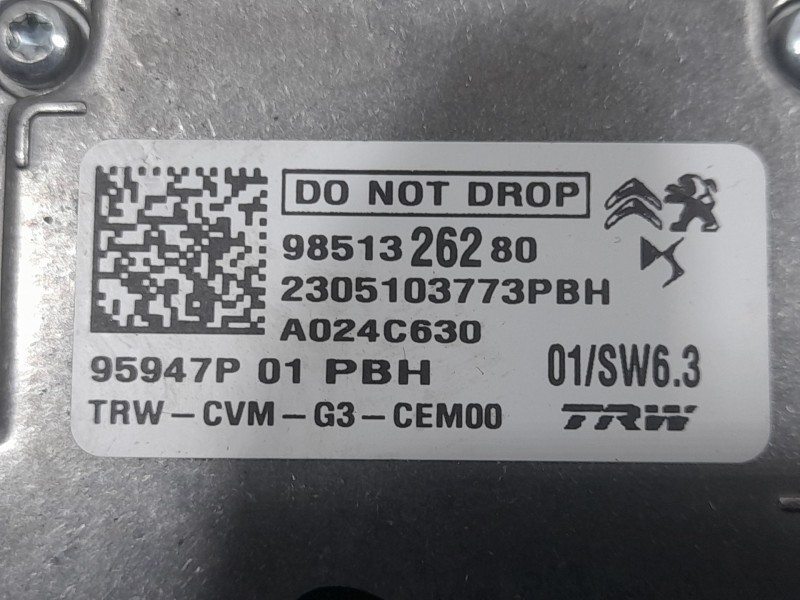 DO NOT DROP
98513 262 80
2305103773PBH
A024C630
95947P 01 PBH
01/SW6.3
TRW-CVM-G3-CEM00
TRW